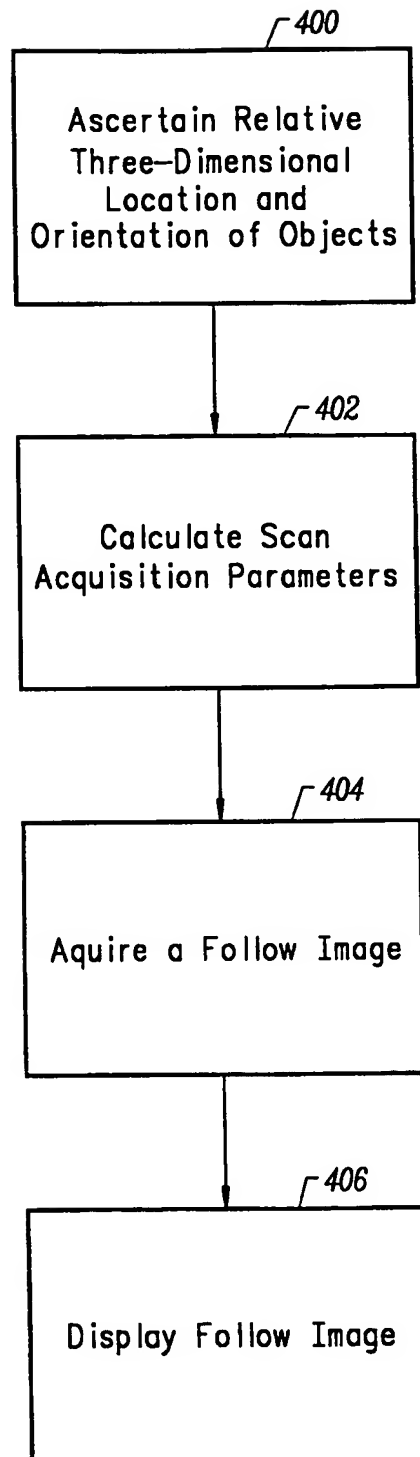 400
Ascertain Relative
Three-Dimensional
Location and
Orientation of Objects
402
Calculate Scan
Acquisition Parameters
404
Aquire a Follow Image
406
Display Follow Image